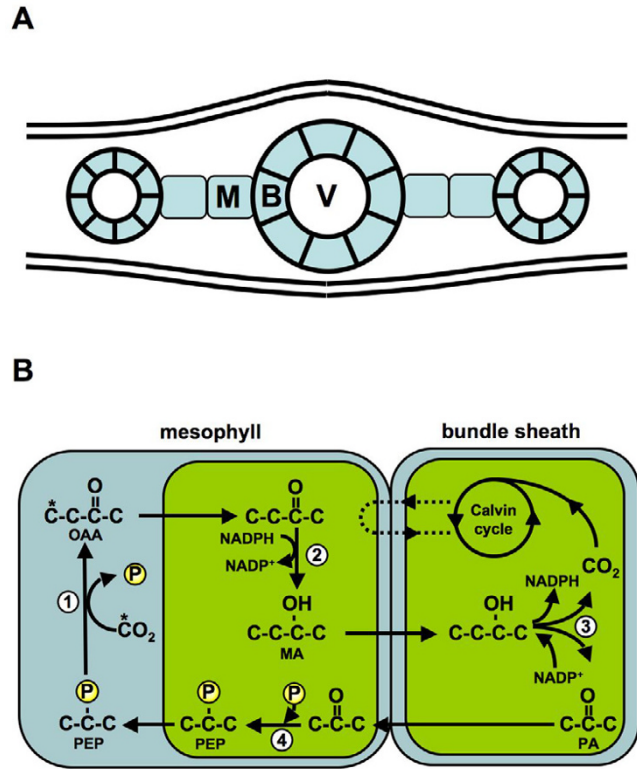 A
M B V
B
mesophyll
bundle sheath
*
O
C-C-C-C
OAA
P
1
*
CO₂
P
C-C-C
PEP
O
C-C-C-C
NADPH
NADP⁺
2
OH
C-C-C-C
MA
P
C-C-C
PEP
P
4
O
C-C-C
Calvin
cycle
CO₂
NADPH
OH
C-C-C-C
3
NADP⁺
O
C-C-C
PA